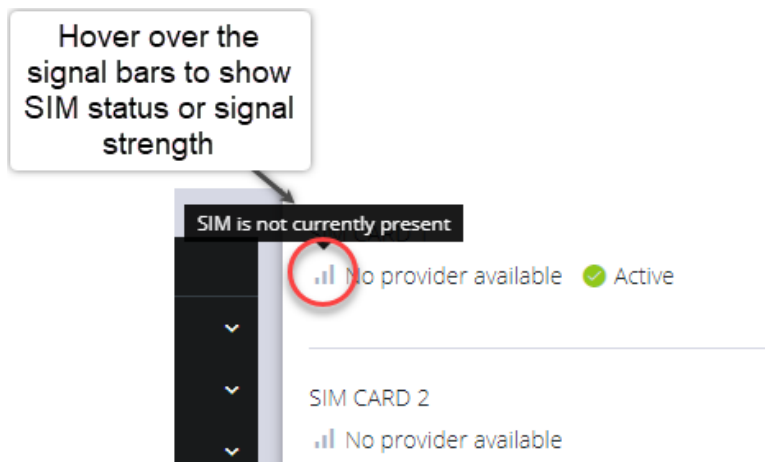 Hover over the
signal bars to show
SIM status or signal
strength
SIM is not currently present
No provider available Active
SIM CARD 2
No provider available